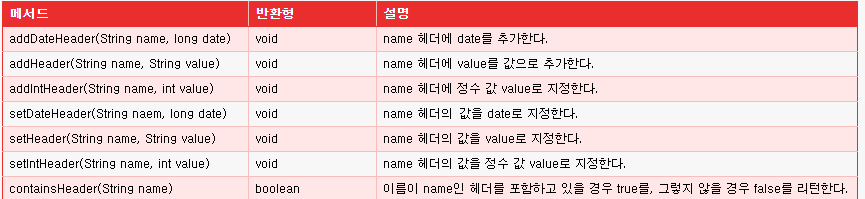 메서드 반환형 설명
addDateHeader(String name, long date) void name 헤더에 date를 추가한다.
addHeader(String name, String value) void name 헤더에 value를 값으로 추가한다.
addIntHeader(String name, int value) void name 헤더에 정수 값 value로 지정한다.
setDateHeader(String naem, long date) void name 헤더의 값을 date로 지정한다.
setHeader(String name, String value) void name 헤더의 값을 value로 지정한다.
setIntHeader(String name, int value) void name 헤더의 값을 정수 값 value로 지정한다.
containsHeader(String name) boolean 이름이 name인 헤더를 포함하고 있을 경우 true를, 그렇지 않을 경우 false를 리턴한다.